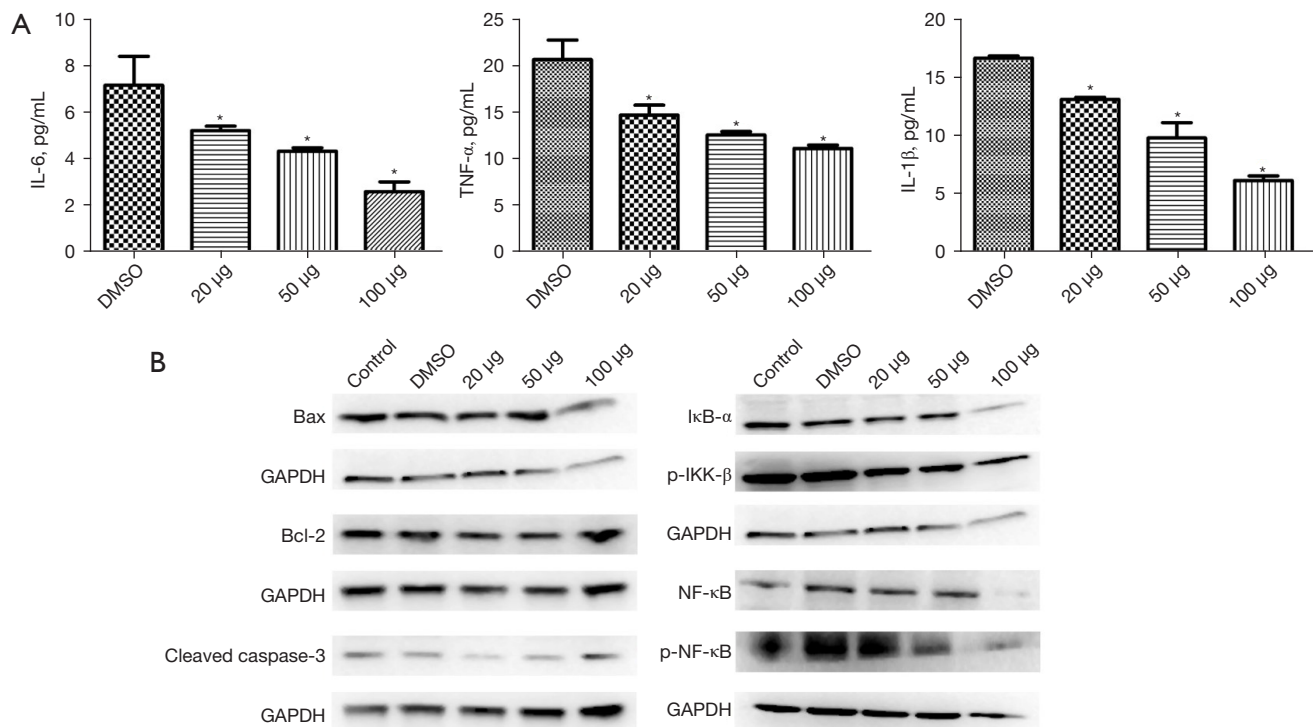 A
IL-6, pg/mL
10
8
6
4
2
0
*
*
*
DMSO
20 µg
50 µg
100 µg
TNF-α, pg/mL
25
20
15
10
5
0
*
*
*
DMSO
20 µg
50 µg
100 µg
IL-1β, pg/mL
20
15
10
5
0
*
*
*
DMSO
20 µg
50 µg
100 µg
B
Control
DMSO
20 µg
50 µg
100 µg
Bax
GAPDH
Bcl-2
GAPDH
Cleaved caspase-3
GAPDH
Control
DMSO
20 µg
50 µg
100 µg
IκB-α
p-IKK-β
GAPDH
NF-κB
p-NF-κB
GAPDH